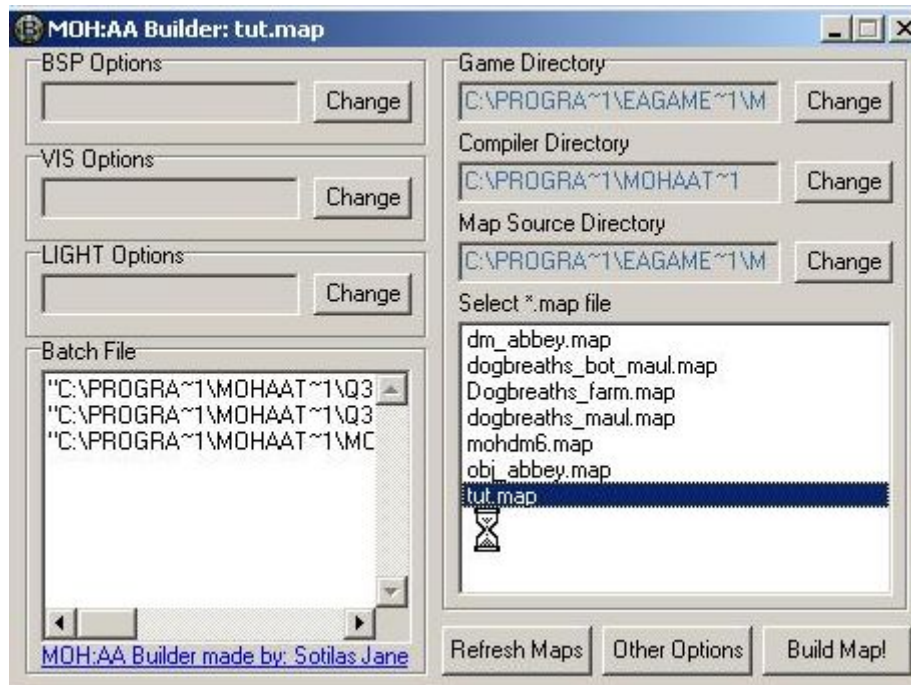 MOH:AA Builder: tut.map
BSP Options
Change
VIS Options
Change
LIGHT Options
Change
Batch File
"C:\PROGRA~1\MOHAAT~1\Q3
"C:\PROGRA~1\MOHAAT~1\Q3
"C:\PROGRA~1\MOHAAT~1\MO
MOH:AA Builder made by: Sotilas Jane
Game Directory
C:\PROGRA~1\EAGAME~1\M
Change
Compiler Directory
C:\PROGRA~1\MOHAAT~1
Change
Map Source Directory
C:\PROGRA~1\EAGAME~1\M
Change
Select *.map file
dm_abbey.map
dogbreaths_bot_maul.map
Dogbreaths_farm.map
dogbreaths_maul.map
mohdm6.map
obj_abbey.map
tut.map
Refresh Maps
Other Options
Build Map!